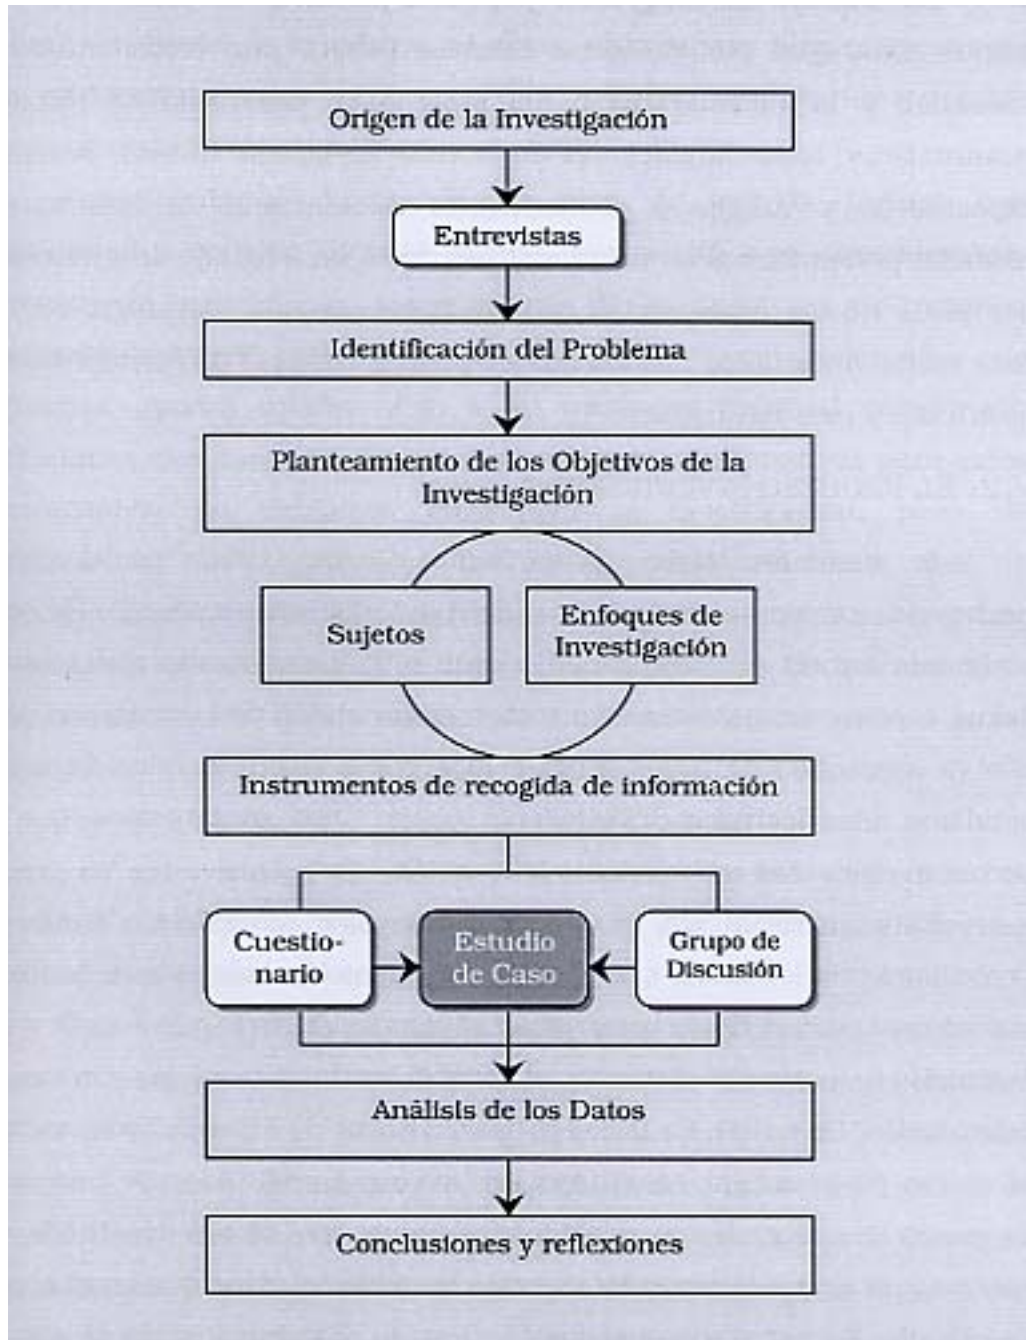 Origen de la Investigación
Entrevistas
Identificación del Problema
Planteamiento de los Objetivos de la
Investigación
Sujetos
Enfoques de
Investigación
Instrumentos de recogida de información
Cuestio-
nario
Estudio
de Caso
Grupo de
Discusión
Análisis de los Datos
Conclusiones y reflexiones